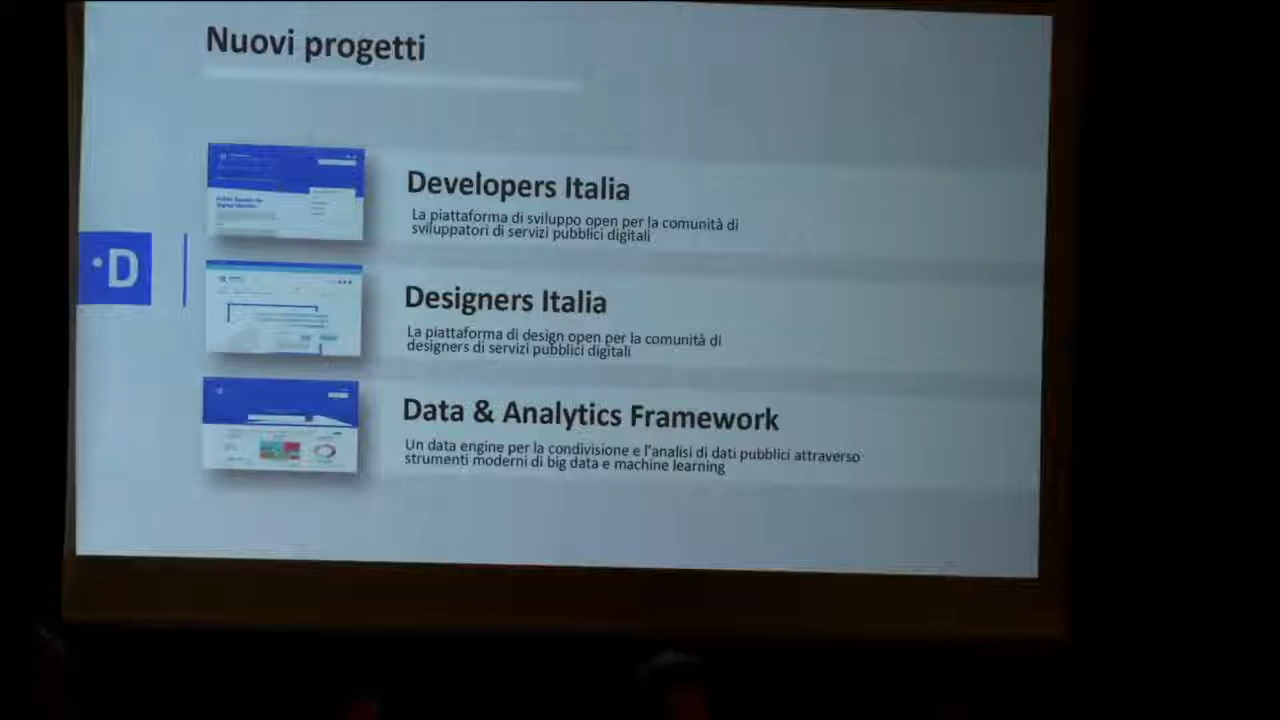 Nuovi progetti
Developers Italia
La piattaforma di sviluppo open per la comunità di
sviluppatori di servizi pubblici digitali
·D
Designers Italia
La piattaforma di design open per la comunità di
designers di servizi pubblici digitali
Data & Analytics Framework
Un data engine per la condivisione e l'analisi di dati pubblici attraverso
strumenti moderni di big data e machine learning